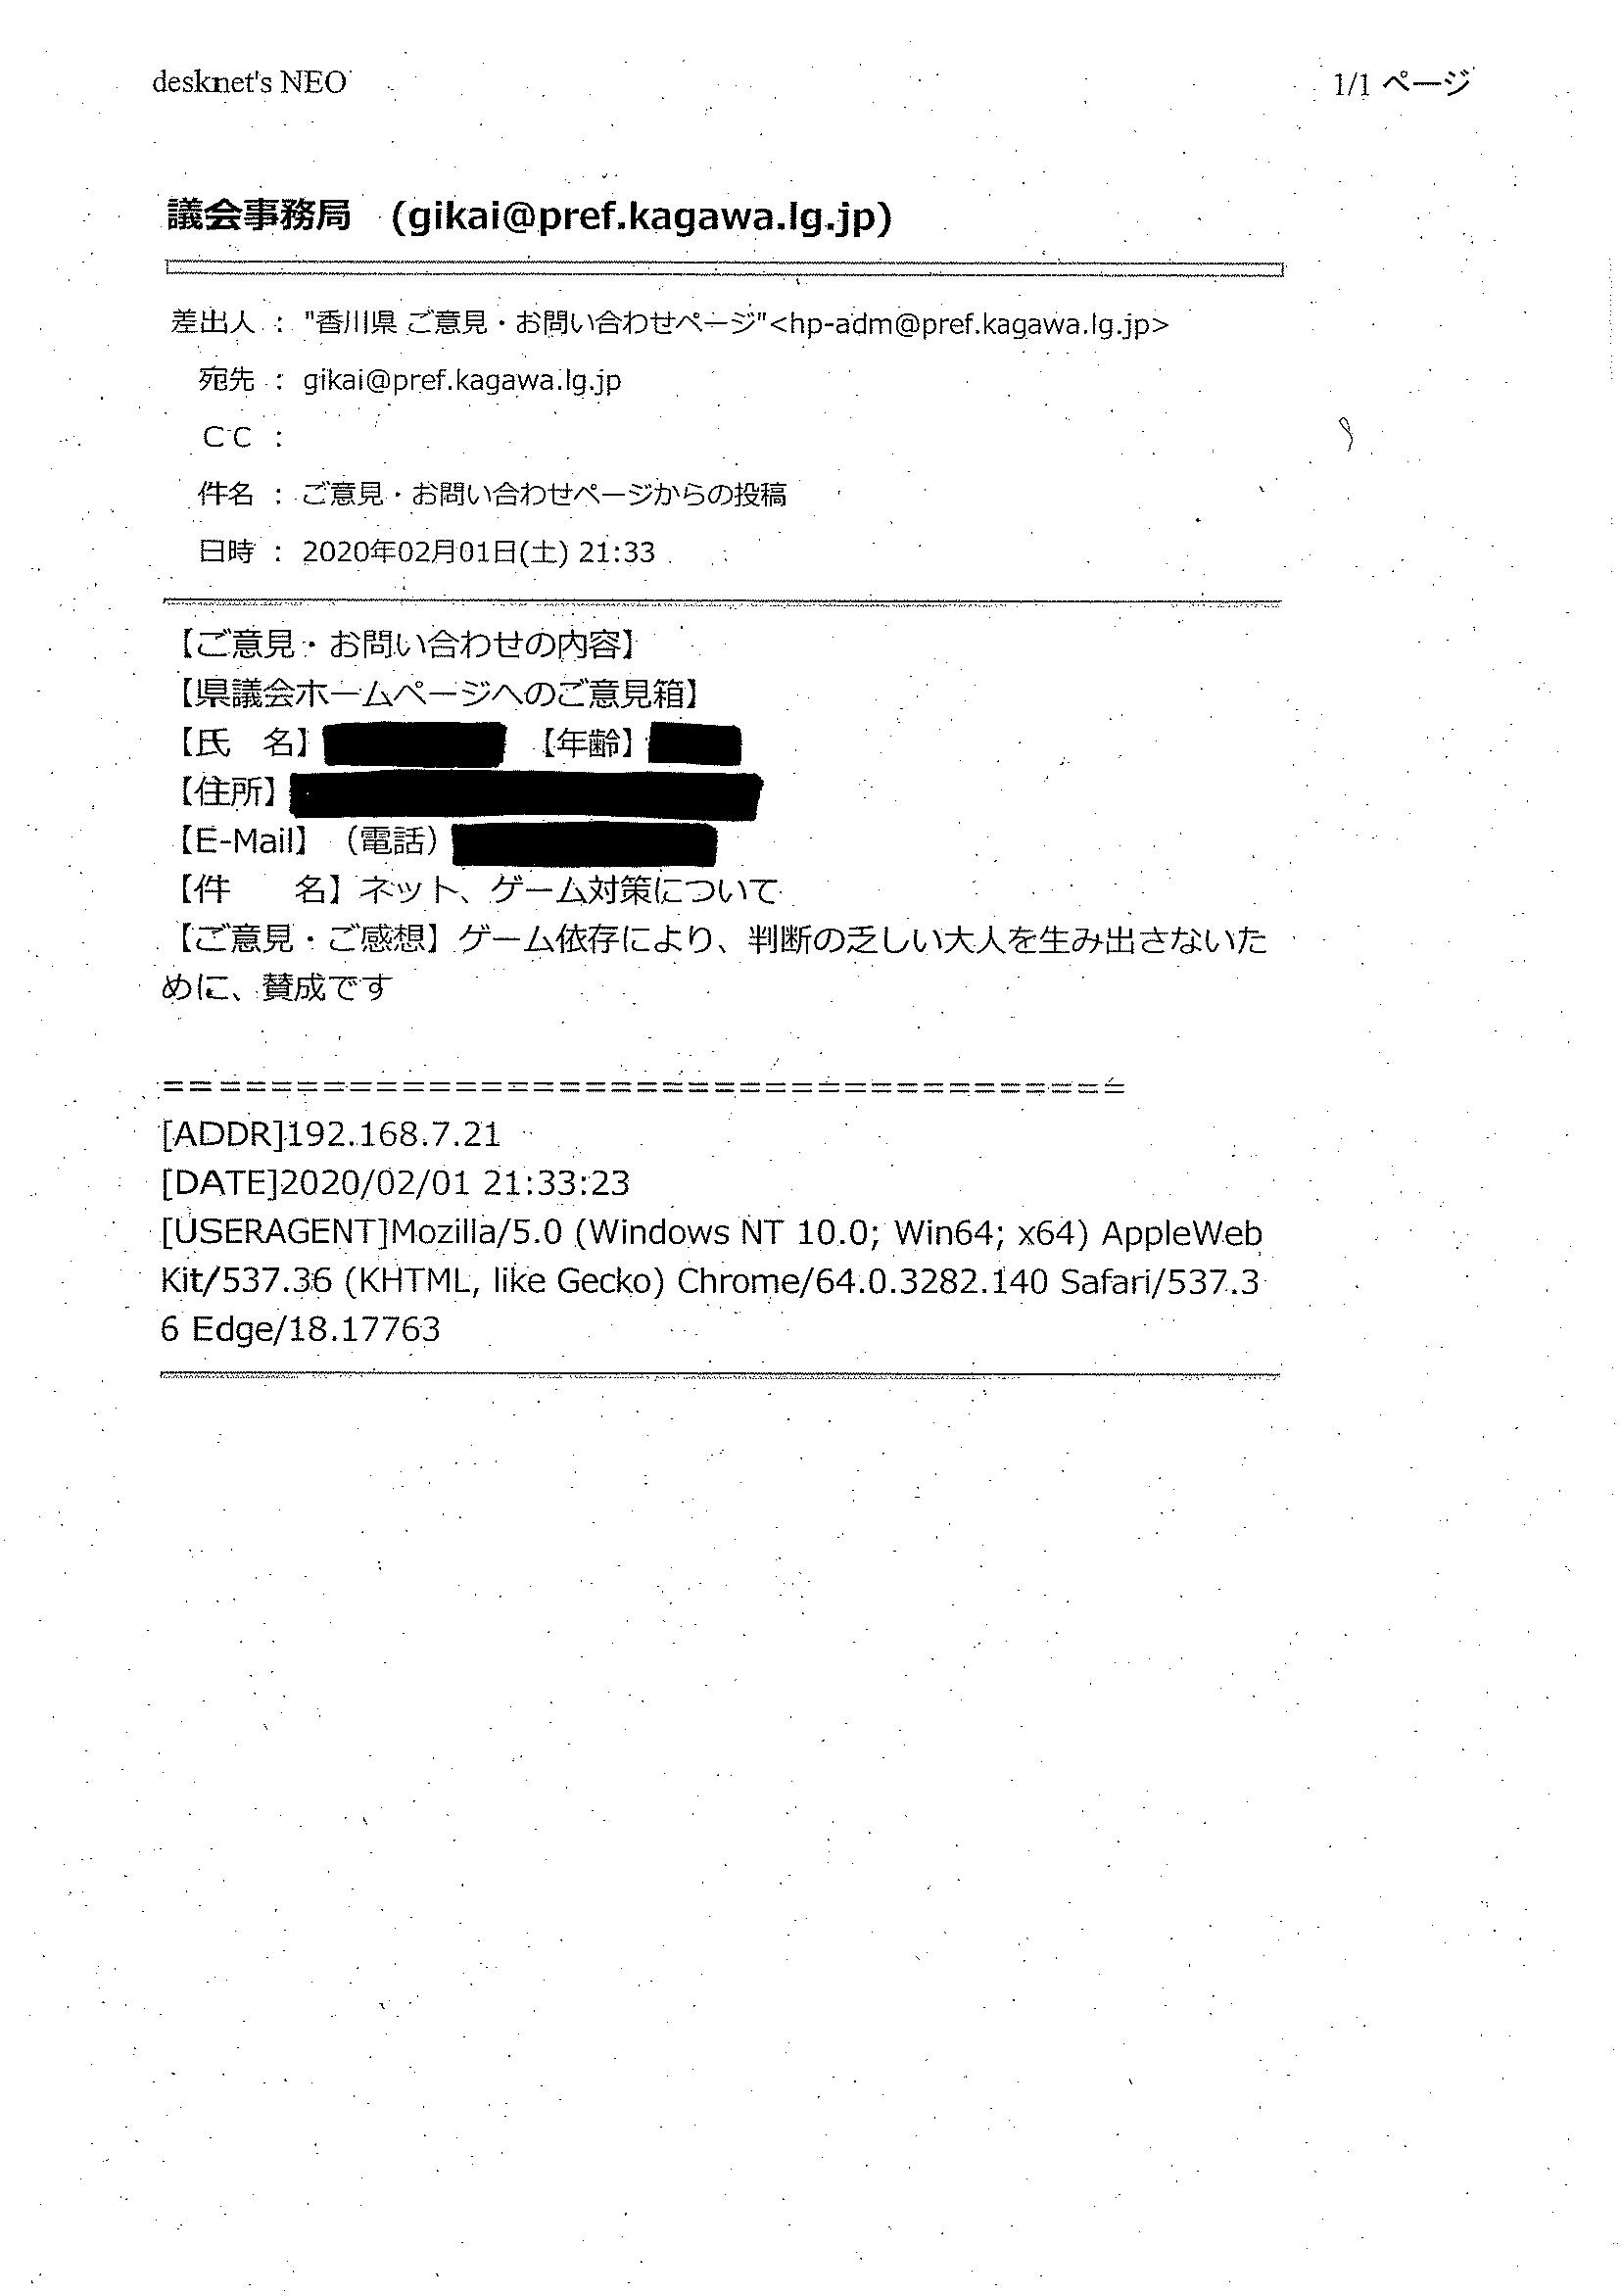 desknet's NEO
1/1 ページ
議会事務局 (gikai@pref.kagawa.lg.jp)
差出人 : "香川県 ご意見・お問い合わせページ"<hp-adm@pref.kagawa.lg.jp>
宛先 : gikai@pref.kagawa.lg.jp
CC :
件名 : ご意見・お問い合わせページからの投稿
日時 : 2020年02月01日(土) 21:33
【ご意見・お問い合わせの内容】
【県議会ホームページへのご意見箱】
【氏　名】　【年齢】
【住所】
【E-Mail】（電話）
【件　　名】ネット、ゲーム対策について
【ご意見・ご感想】ゲーム依存により、判断の乏しい大人を生み出さないた
めに、賛成です
=====================================
[ADDR]192.168.7.21
[DATE]2020/02/01 21:33:23
[USERAGENT]Mozilla/5.0 (Windows NT 10.0; Win64; x64) AppleWeb
Kit/537.36 (KHTML, like Gecko) Chrome/64.0.3282.140 Safari/537.3
6 Edge/18.17763